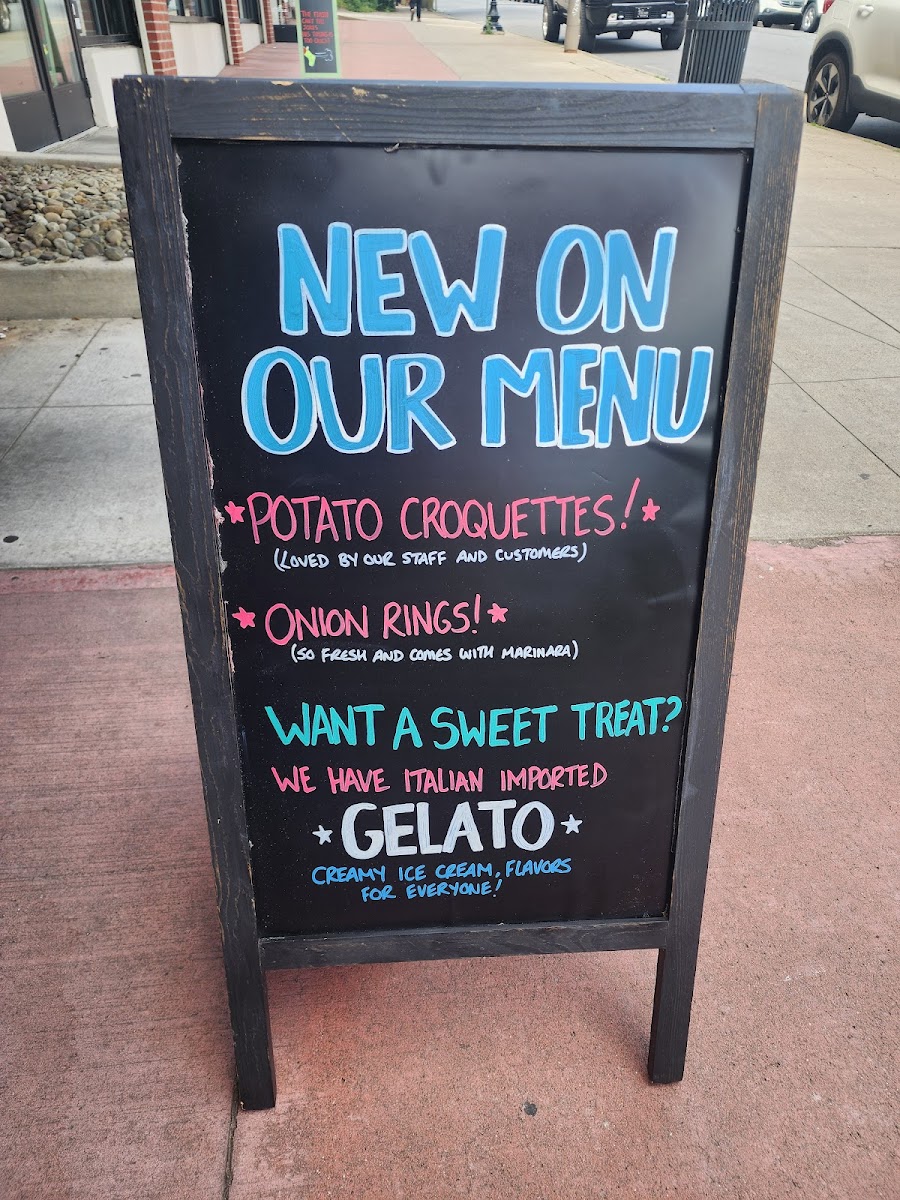 NEW ON
OUR MENU
*POTATO CROQUETTES!*
(LOVED BY OUR STAFF AND CUSTOMERS)
*ONION RINGS!*
(SO FRESH AND COMES WITH MARINARA)
WANT A SWEET TREAT?
WE HAVE ITALIAN IMPORTED
*GELATO*
CREAMY ICE CREAM, FLAVORS
FOR EVERYONE!